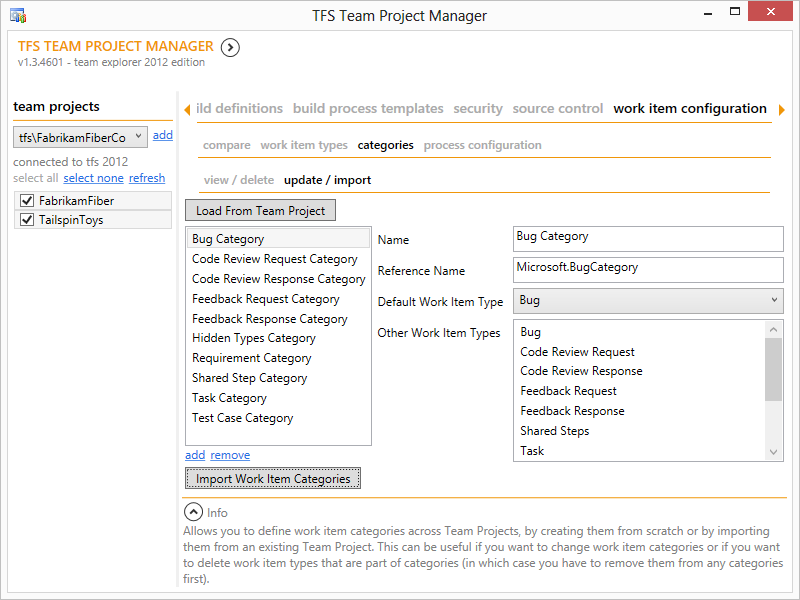 TFS Team Project Manager
TFS TEAM PROJECT MANAGER
v1.3.4601 - team explorer 2012 edition
team projects
tfs\FabrikamFiberCo
add
connected to tfs 2012
select all select none refresh
FabrikamFiber
TailspinToys
ild definitions build process templates security source control work item configuration
compare work item types categories process configuration
view / delete update / import
Load From Team Project
Bug Category
Code Review Request Category
Code Review Response Category
Feedback Request Category
Feedback Response Category
Hidden Types Category
Requirement Category
Shared Step Category
Task Category
Test Case Category
add remove
Import Work Item Categories
Name
Bug Category
Reference Name
Microsoft.BugCategory
Default Work Item Type
Bug
Other Work Item Types
Bug
Code Review Request
Code Review Response
Feedback Request
Feedback Response
Shared Steps
Task
Info
Allows you to define work item categories across Team Projects, by creating them from scratch or by importing
them from an existing Team Project. This can be useful if you want to change work item categories or if you want
to delete work item types that are part of categories (in which case you have to remove them from any categories
first).